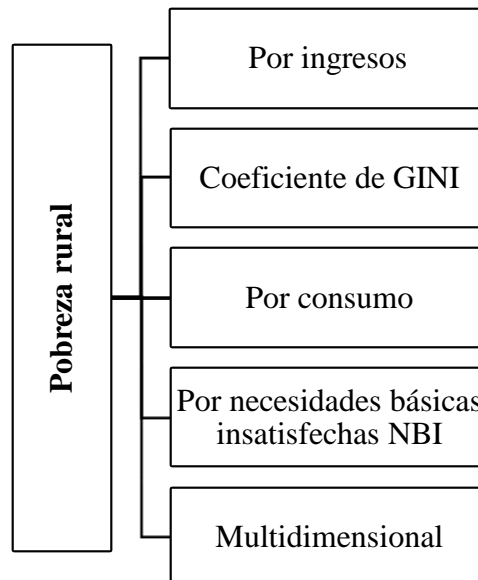 Pobreza rural
Por ingresos
Coeficiente de GINI
Por consumo
Por necesidades básicas
insatisfechas NBI
Multidimensional